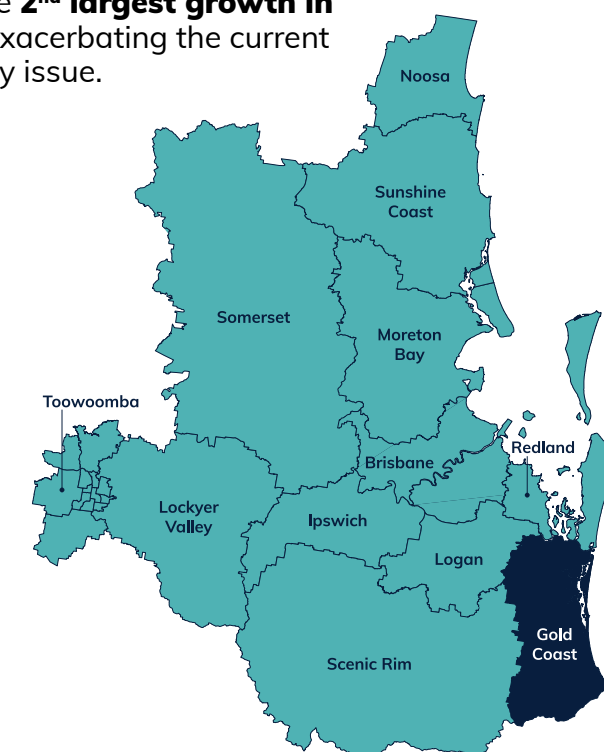 2nd largest growth in
xacerbating the current
y issue.
Noosa
Sunshine
Coast
Somerset
Moreton
Bay
Toowoomba
Redland
Brisbane
Lockyer
Valley
Ipswich
Logan
Gold
Coast
Scenic Rim